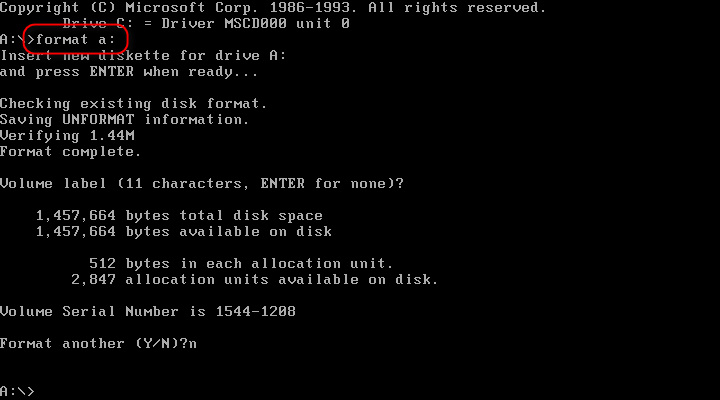 Copyright (C) Microsoft Corp. 1986-1993. All rights reserved.
Drive C: = Driver MSCD000 unit 0
A:\>format a:
Insert new diskette for drive A:
and press ENTER when ready...
Checking existing disk format.
Saving UNFORMAT information.
Verifying 1.44M
Format complete.
Volume label (11 characters, ENTER for none)?
1,457,664 bytes total disk space
1,457,664 bytes available on disk
512 bytes in each allocation unit.
2,847 allocation units available on disk.
Volume Serial Number is 1544-1208
Format another (Y/N)?n
A:\>